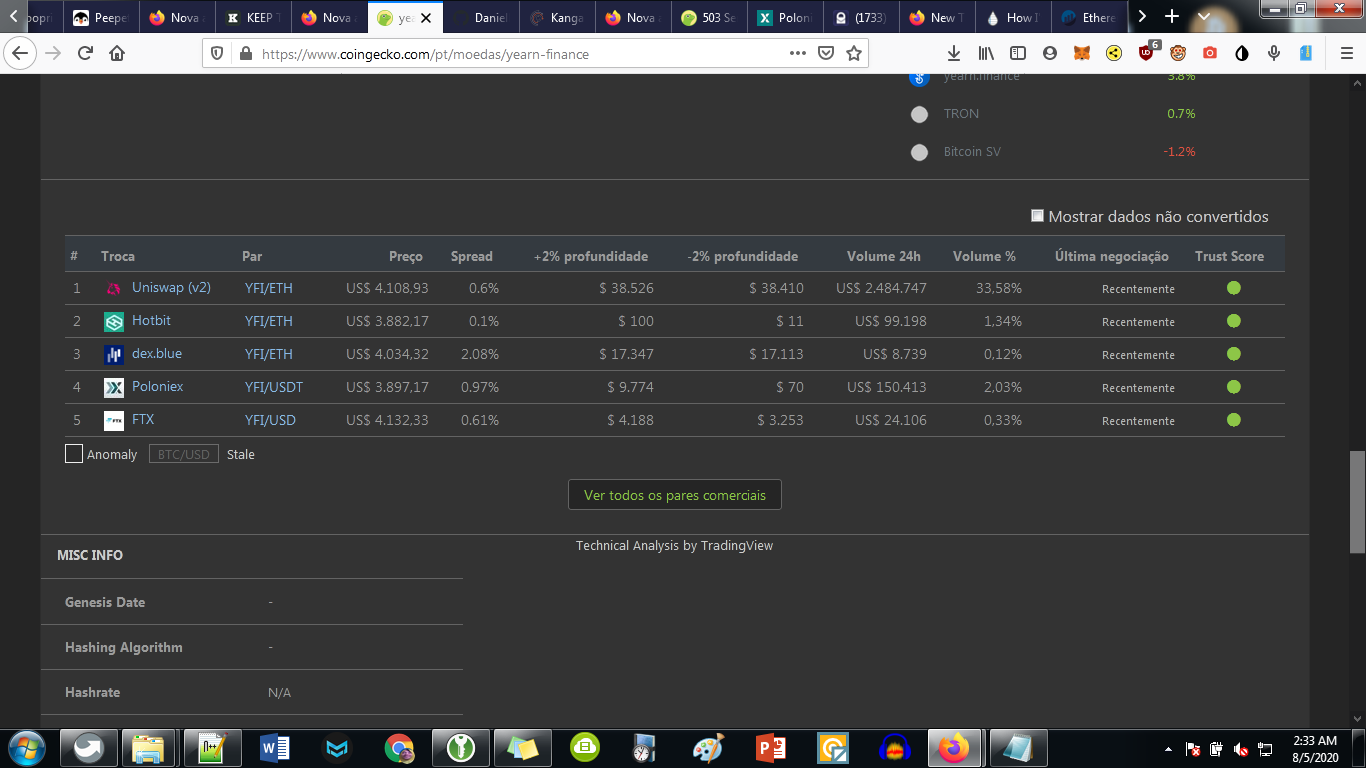 opri
Peepet
Nova
KEEP T
Nova
yea
Daniel
Kanga
Nova
503 Se
Poloni
(1733)
New T
How I
Ethere
https://www.coingecko.com/pt/moedas/yearn-finance
6
yearn.finance 3.8%
TRON 0.7%
Bitcoin SV -1.2%
Mostrar dados não convertidos
# Troca Par Preço Spread +2% profundidade -2% profundidade Volume 24h Volume % Última negociação Trust Score
1 Uniswap (v2) YFI/ETH US$ 4.108,93 0.6% $ 38.526 $ 38.410 US$ 2.484.747 33,58% Recentemente
2 Hotbit YFI/ETH US$ 3.882,17 0.1% $ 100 $ 11 US$ 99.198 1,34% Recentemente
3 dex.blue YFI/ETH US$ 4.034,32 2.08% $ 17.347 $ 17.113 US$ 8.739 0,12% Recentemente
4 Poloniex YFI/USDT US$ 3.897,17 0.97% $ 9.774 $ 70 US$ 150.413 2,03% Recentemente
5 FTX YFI/USD US$ 4.132,33 0.61% $ 4.188 $ 3.253 US$ 24.106 0,33% Recentemente
Anomaly BTC/USD Stale
Ver todos os pares comerciais
Technical Analysis by TradingView
MISC INFO
Genesis Date -
Hashing Algorithm -
Hashrate N/A
2:33 AM
8/5/2020